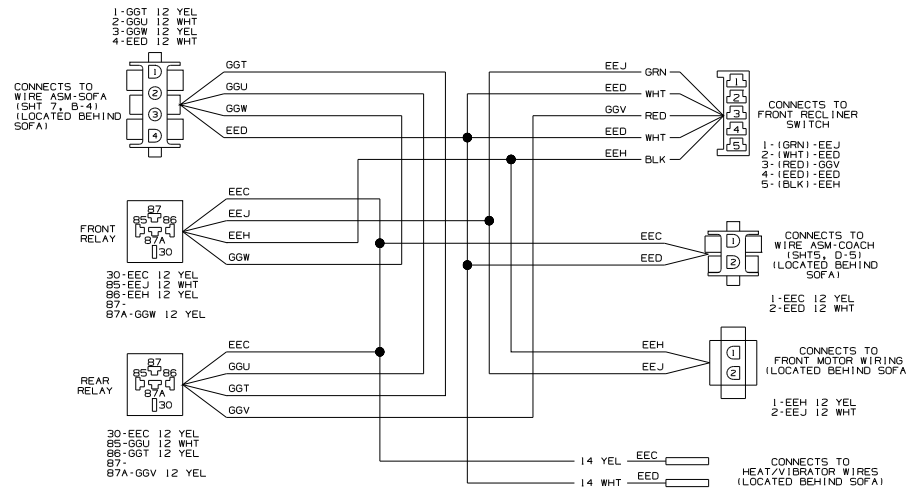 1-GGT 12 YEL
2-GGU 12 WHT
3-GGW 12 YEL
4-EED 12 WHT
CONNECTS TO
WIRE ASM-SOFA
(SHT 7, B-4)
(LOCATED BEHIND
SOFA)
1
2
3
4
GGT
GGU
GGW
EED
EEJ GRN
EED WHT
GGV RED
EED WHT
EEH BLK
1
2
3
4
5
CONNECTS TO
FRONT RECLINER
SWITCH
1-(GRN)-EEJ
2-(WHT)-EED
3-(RED)-GGV
4-(EED)-EED
5-(BLK)-EEH
FRONT
RELAY
87
85 86
87A
30
EEC
EEJ
EEH
GGW
30-EEC 12 YEL
85-EEJ 12 WHT
86-EEH 12 YEL
87-
87A-GGW 12 YEL
EEC
EED
1
2
CONNECTS TO
WIRE ASM-COACH
(SHT5, D-5)
(LOCATED BEHIND
SOFA)
1-EEC 12 YEL
2-EED 12 WHT
REAR
RELAY
87
85 86
87A
30
EEC
GGU
GGT
GGV
30-EEC 12 YEL
85-GGU 12 WHT
86-GGT 12 YEL
87-
87A-GGV 12 YEL
EEH
EEJ
1
2
CONNECTS TO
FRONT MOTOR WIRING
(LOCATED BEHIND SOFA
1-EEH 12 YEL
2-EEJ 12 WHT
14 YEL EEC
14 WHT EED
CONNECTS TO
HEAT/VIBRATOR WIRES
(LOCATED BEHIND SOFA)